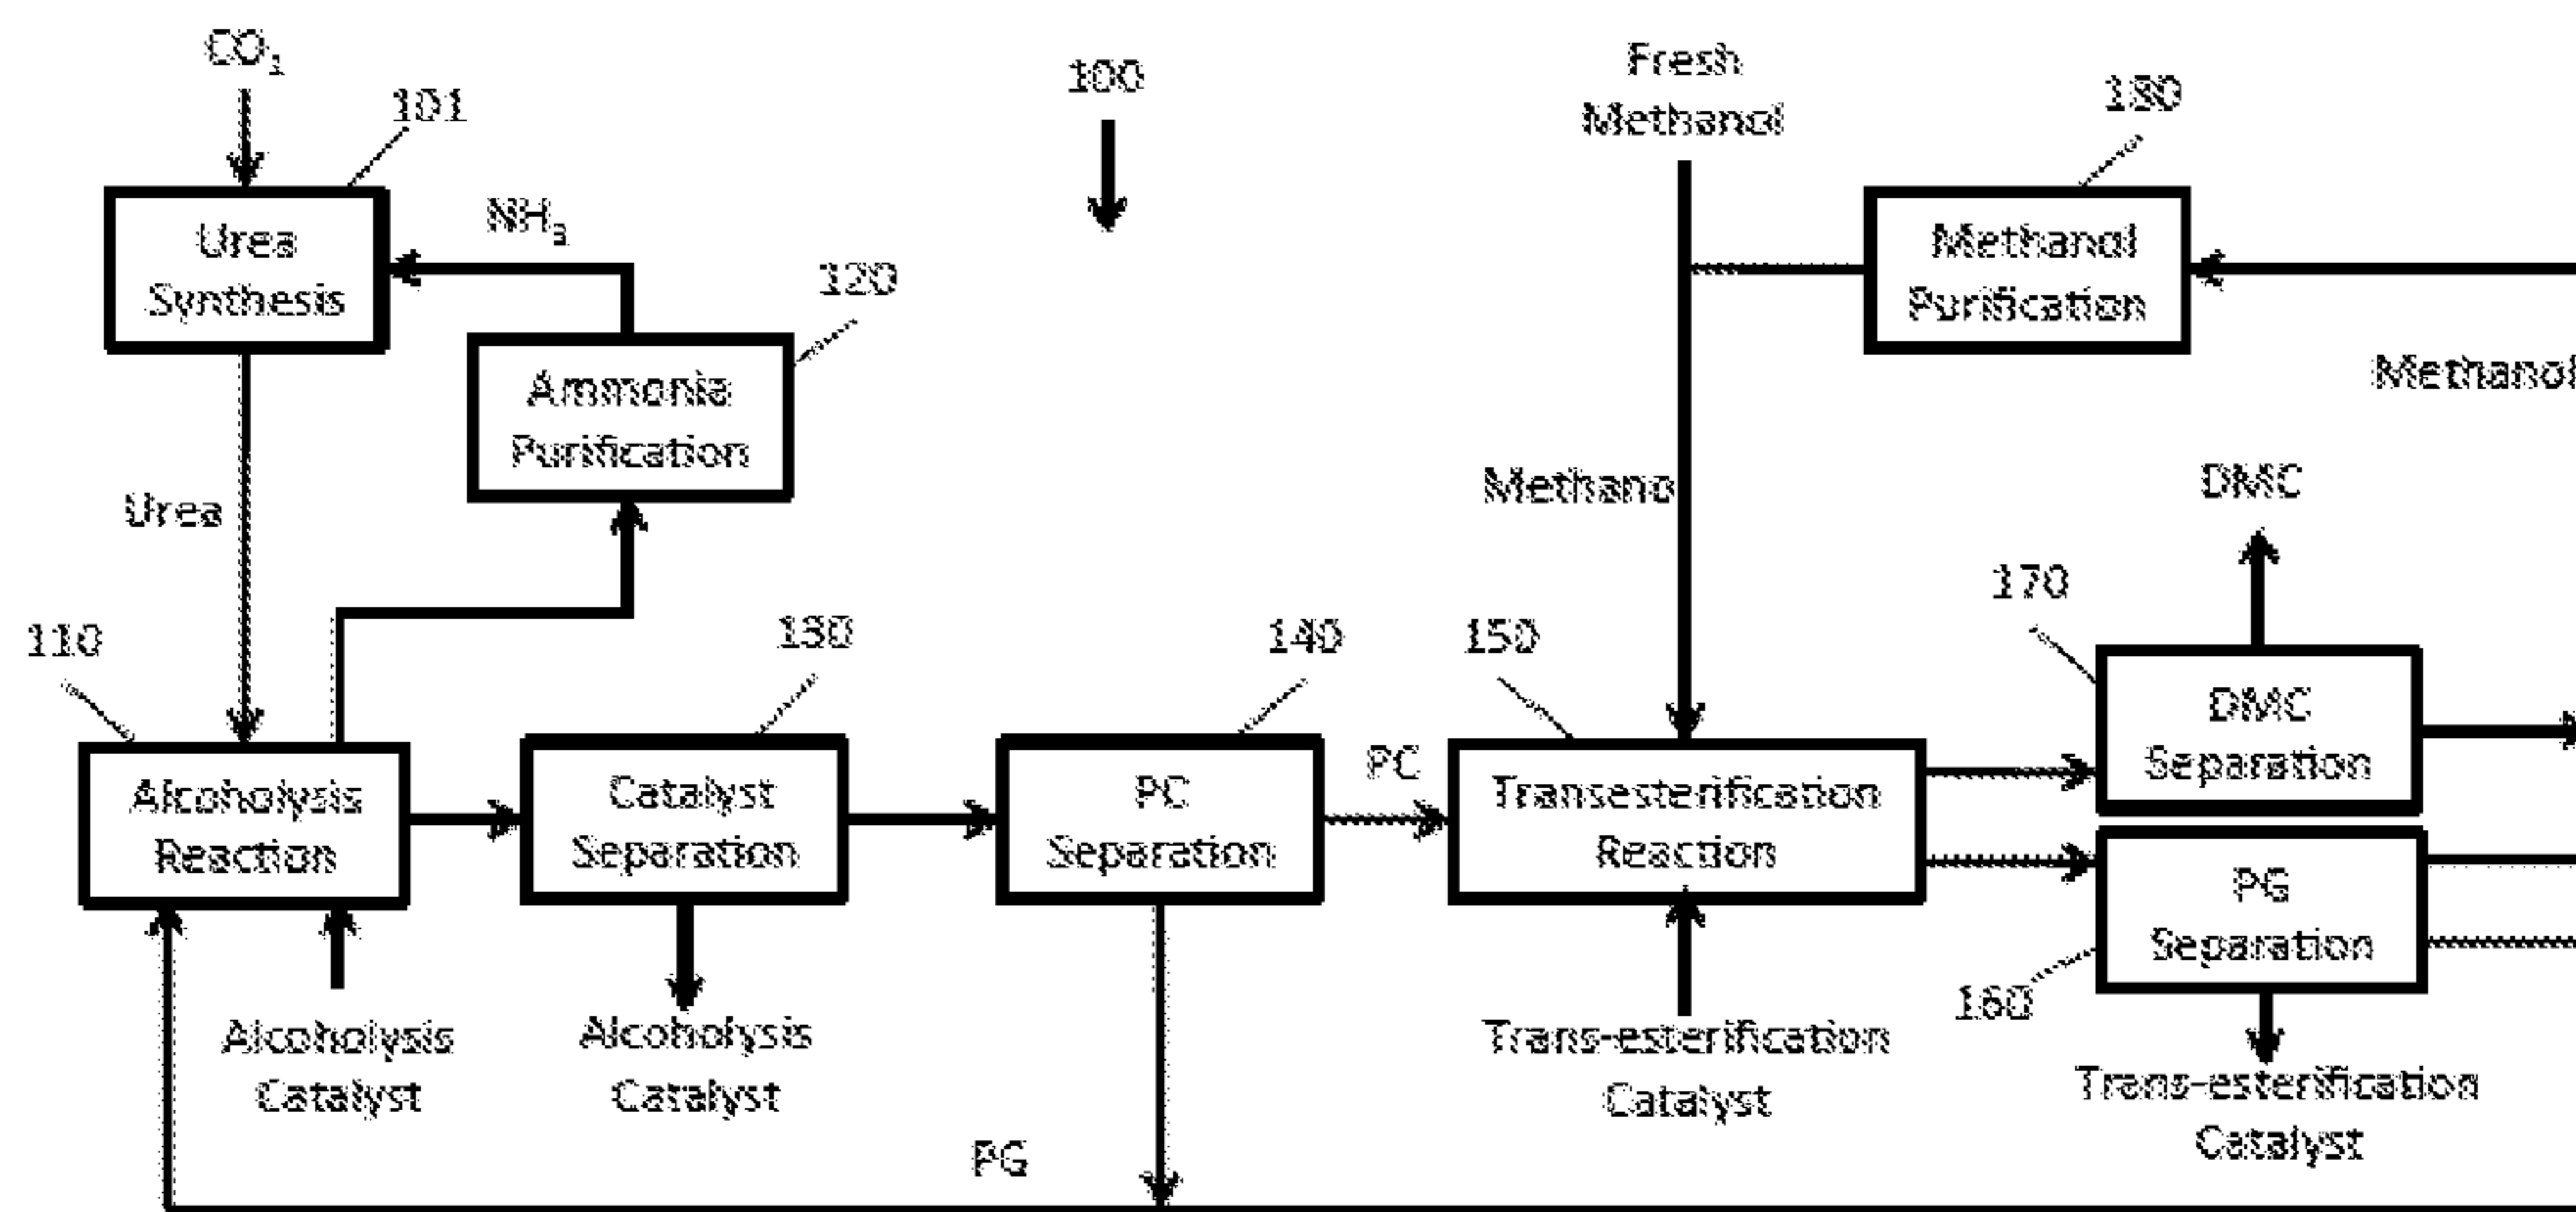 CO2
101
100
Fresh
Methanol
180
Urea
Synthesis
NH3
120
Methanol
Purification
Ammonia
Purification
Methanol
Urea
Methano
DMC
110
130
140
150
170
Alcoholysis
Reaction
Catalyst
Separation
PC
Separation
PC
Transesterification
Reaction
DMC
Separation
PG
Separation
160
Alcoholysis
Catalyst
Alcoholysis
Catalyst
Trans-esterification
Catalyst
Trans-esterification
Catalyst
PG